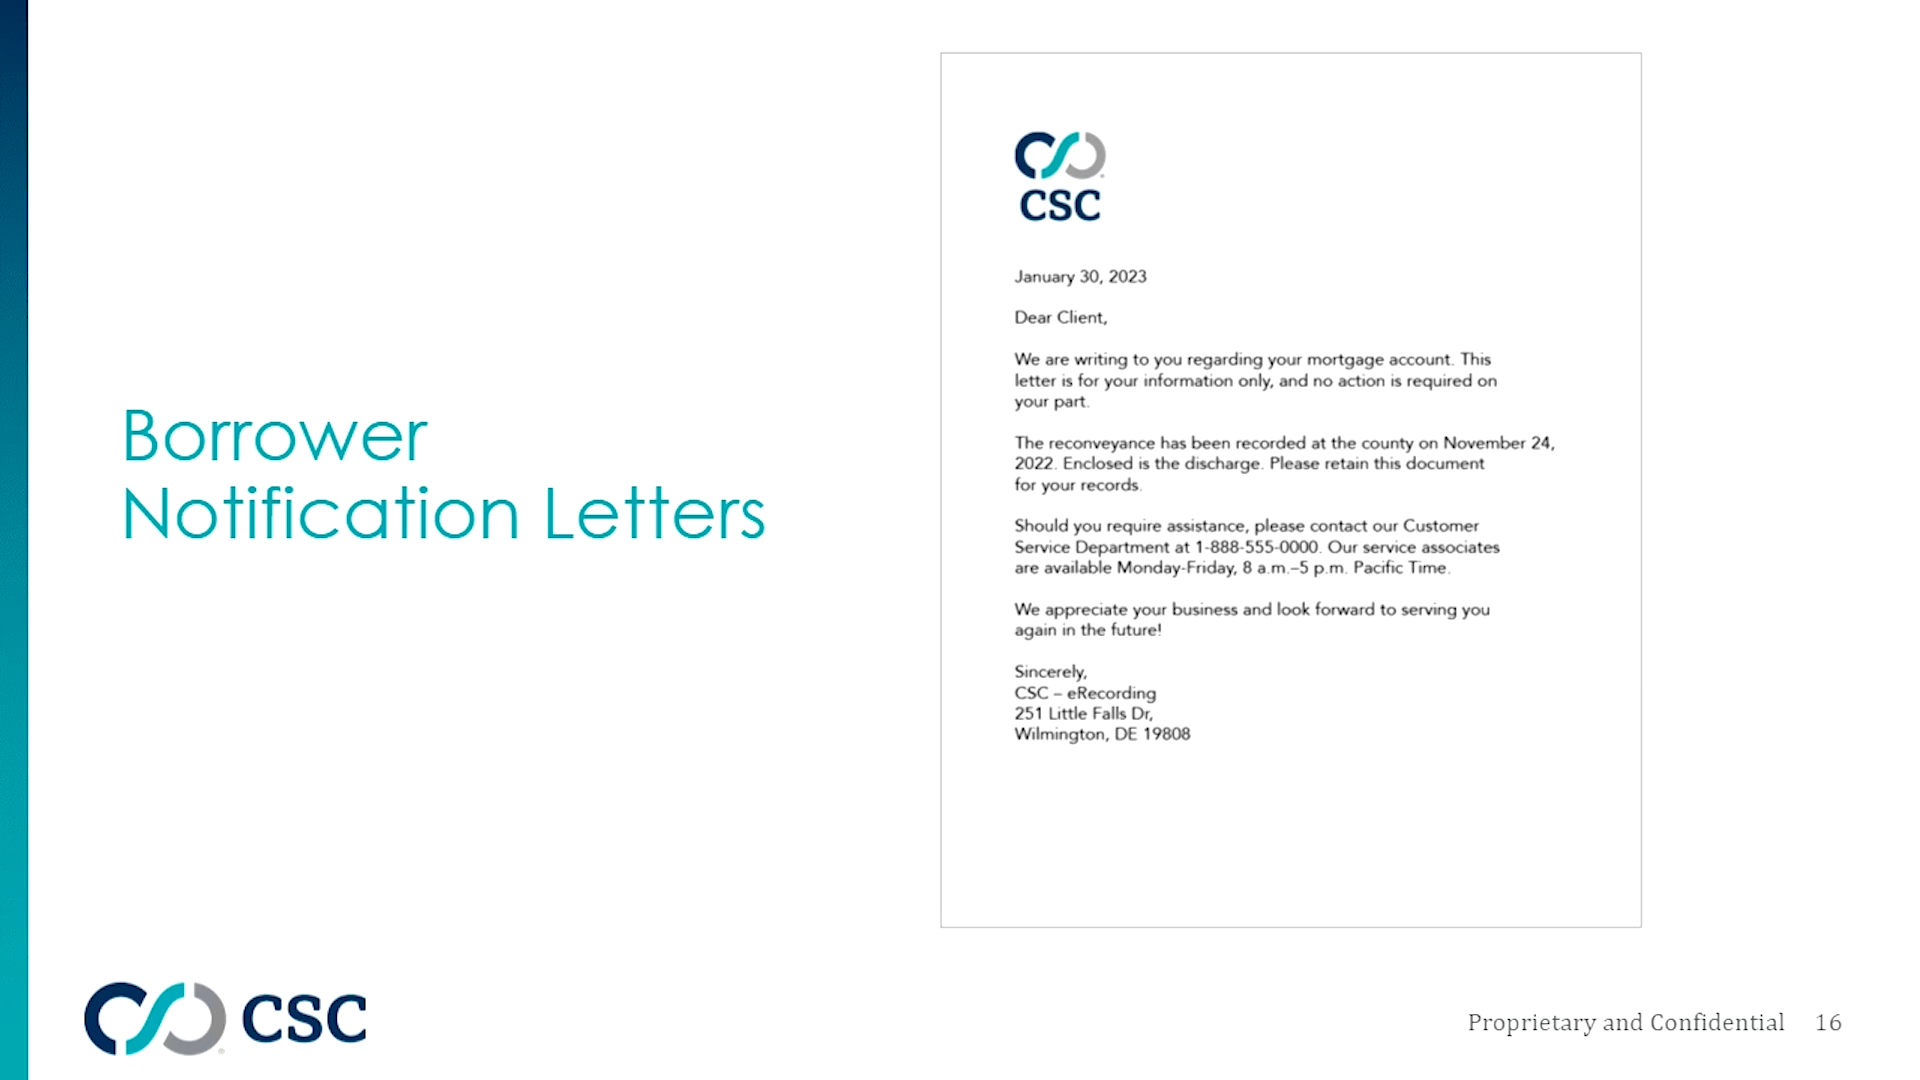 Borrower
Notification Letters
CSC
January 30, 2023
Dear Client,
We are writing to you regarding your mortgage account. This
letter is for your information only, and no action is required on
your part.
The reconveyance has been recorded at the county on November 24,
2022. Enclosed is the discharge. Please retain this document
for your records.
Should you require assistance, please contact our Customer
Service Department at 1-888-555-0000. Our service associates
are available Monday-Friday, 8 a.m.–5 p.m. Pacific Time.
We appreciate your business and look forward to serving you
again in the future!
Sincerely,
CSC – eRecording
251 Little Falls Dr,
Wilmington, DE 19808
CSC
Proprietary and Confidential 16